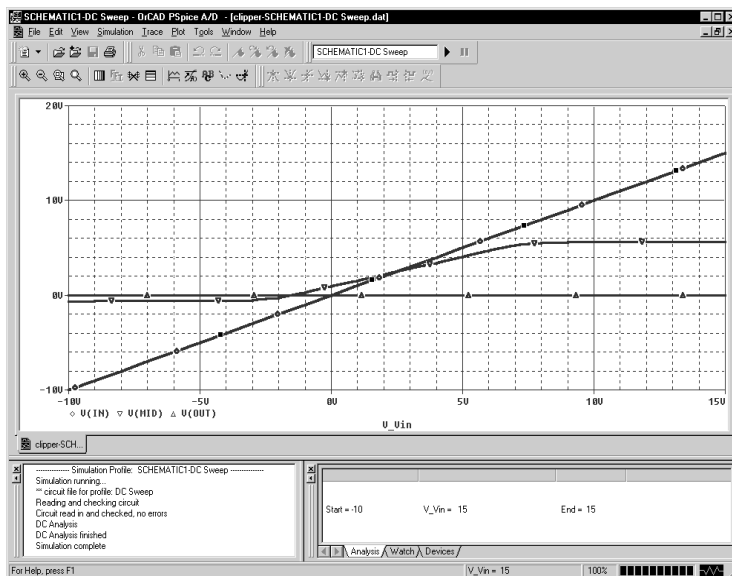 SCHEMATIC1-DC Sweep - OrCAD PSpice A/D - [clipper-SCHEMATIC1-DC Sweep.dat]
File Edit View Simulation Trace Plot Tools Window Help
SCHEMATIC1-DC Sweep
20V
10V
0V
-10V
-10V -5V 0V 5V 10V 15V
V(IN) V(MID) V(OUT)
V_Vin
clipper-SCH...
-------------- Simulation Profile: SCHEMATIC1-DC Sweep --------------
Simulation running...
** circuit file for profile: DC Sweep
Reading and checking circuit
Circuit read in and checked, no errors
DC Analysis
DC Analysis finished
Simulation complete
Start = -10 V_Vin = 15 End = 15
Analysis Watch Devices
For Help, press F1 V_Vin = 15 100%